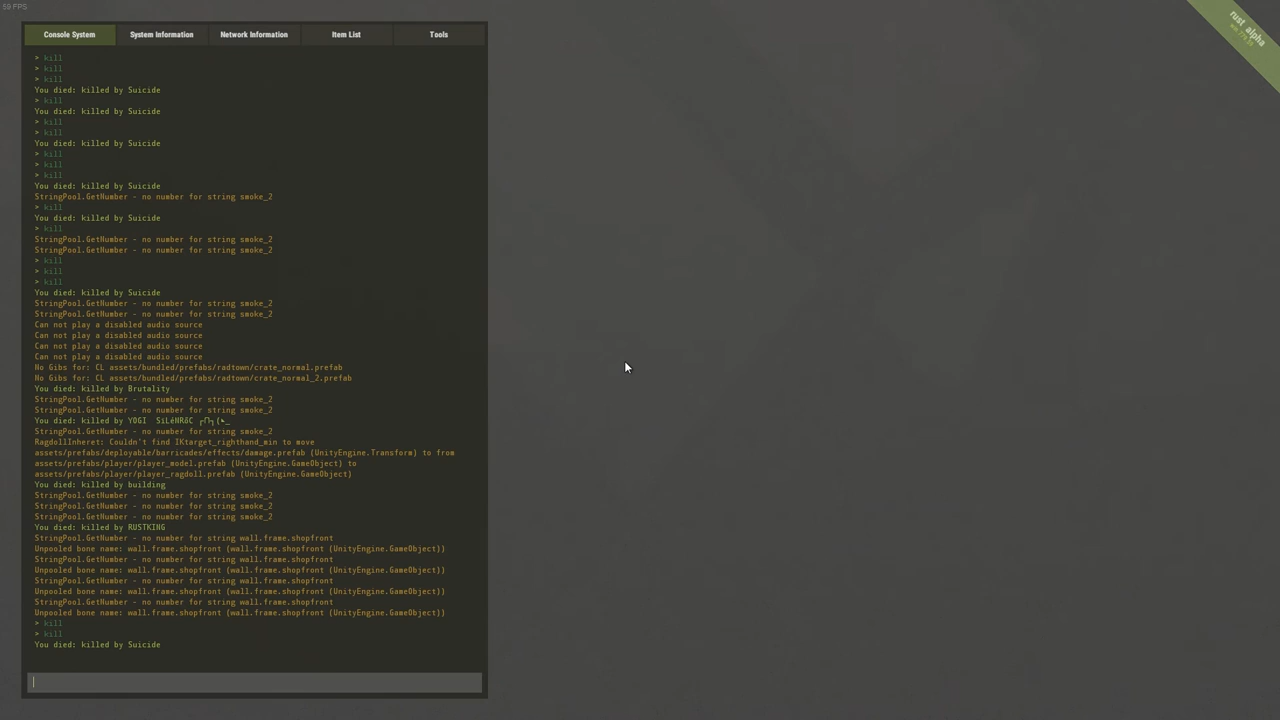 59 FPS
rust alpha
Console System
System Information
Network Information
Item List
Tools
> kill
> kill
> kill
You died: killed by Suicide
> kill
You died: killed by Suicide
> kill
> kill
You died: killed by Suicide
> kill
> kill
> kill
You died: killed by Suicide
StringPool.GetNumber - no number for string smoke_2
> kill
You died: killed by Suicide
> kill
StringPool.GetNumber - no number for string smoke_2
StringPool.GetNumber - no number for string smoke_2
> kill
> kill
> kill
You died: killed by Suicide
StringPool.GetNumber - no number for string smoke_2
StringPool.GetNumber - no number for string smoke_2
Can not play a disabled audio source
Can not play a disabled audio source
Can not play a disabled audio source
Can not play a disabled audio source
No Gibs for: CL assets/bundled/prefabs/radtown/crate_normal.prefab
No Gibs for: CL assets/bundled/prefabs/radtown/crate_normal_2.prefab
You died: killed by Brutality
StringPool.GetNumber - no number for string smoke_2
StringPool.GetNumber - no number for string smoke_2
You died: killed by YOGI
StringPool.GetNumber - no number for string smoke_2
RagdollInheret: Couldn't find IKtarget_righthand_min to move
assets/prefabs/deployable/barricades/effects/damage.prefab (UnityEngine.Transform) to from
assets/prefabs/player/player_model.prefab (UnityEngine.GameObject) to
assets/prefabs/player/player_ragdoll.prefab (UnityEngine.GameObject)
You died: killed by building
StringPool.GetNumber - no number for string smoke_2
StringPool.GetNumber - no number for string smoke_2
StringPool.GetNumber - no number for string smoke_2
You died: killed by RUSTKING
StringPool.GetNumber - no number for string wall.frame.shopfront
Unpooled bone name: wall.frame.shopfront (wall.frame.shopfront (UnityEngine.GameObject))
StringPool.GetNumber - no number for string wall.frame.shopfront
Unpooled bone name: wall.frame.shopfront (wall.frame.shopfront (UnityEngine.GameObject))
StringPool.GetNumber - no number for string wall.frame.shopfront
Unpooled bone name: wall.frame.shopfront (wall.frame.shopfront (UnityEngine.GameObject))
StringPool.GetNumber - no number for string wall.frame.shopfront
Unpooled bone name: wall.frame.shopfront (wall.frame.shopfront (UnityEngine.GameObject))
> kill
> kill
You died: killed by Suicide